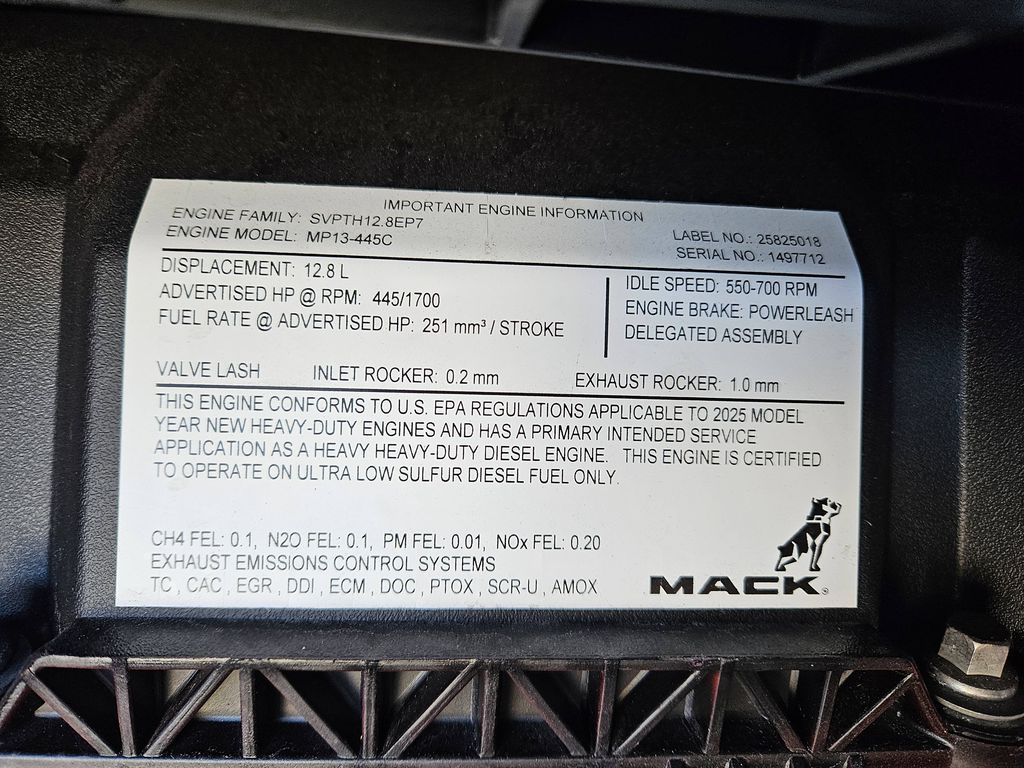 IMPORTANT ENGINE INFORMATION
ENGINE FAMILY: SVPTH12.8EP7
ENGINE MODEL: MP13-445C
LABEL NO.: 25825018
SERIAL NO.: 1497712
DISPLACEMENT: 12.8 L
ADVERTISED HP @ RPM: 445/1700
FUEL RATE @ ADVERTISED HP: 251 mm³ / STROKE
IDLE SPEED: 550-700 RPM
ENGINE BRAKE: POWERLEASH
DELEGATED ASSEMBLY
VALVE LASH INLET ROCKER: 0.2 mm EXHAUST ROCKER: 1.0 mm
THIS ENGINE CONFORMS TO U.S. EPA REGULATIONS APPLICABLE TO 2025 MODEL
YEAR NEW HEAVY-DUTY ENGINES AND HAS A PRIMARY INTENDED SERVICE
APPLICATION AS A HEAVY HEAVY-DUTY DIESEL ENGINE. THIS ENGINE IS CERTIFIED
TO OPERATE ON ULTRA LOW SULFUR DIESEL FUEL ONLY.
CH4 FEL: 0.1, N2O FEL: 0.1, PM FEL: 0.01, NOx FEL: 0.20
EXHAUST EMISSIONS CONTROL SYSTEMS
TC , CAC , EGR , DDI , ECM , DOC , PTOX , SCR-U , AMOX
MACK®